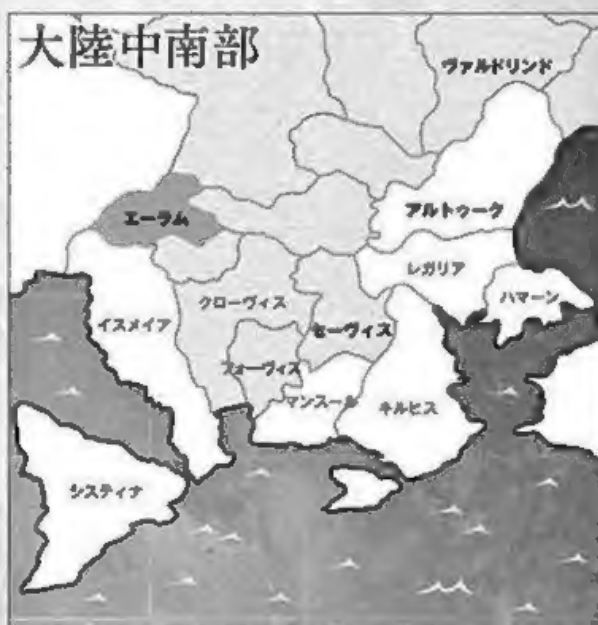 大陸中南部
ヴァルドリンド
エーラム
アルトゥーク
レガリア
ハマーン
クローヴィス
イスメイア
セーヴィス
フォーヴィス
マンスール
キルヒス
システィナ